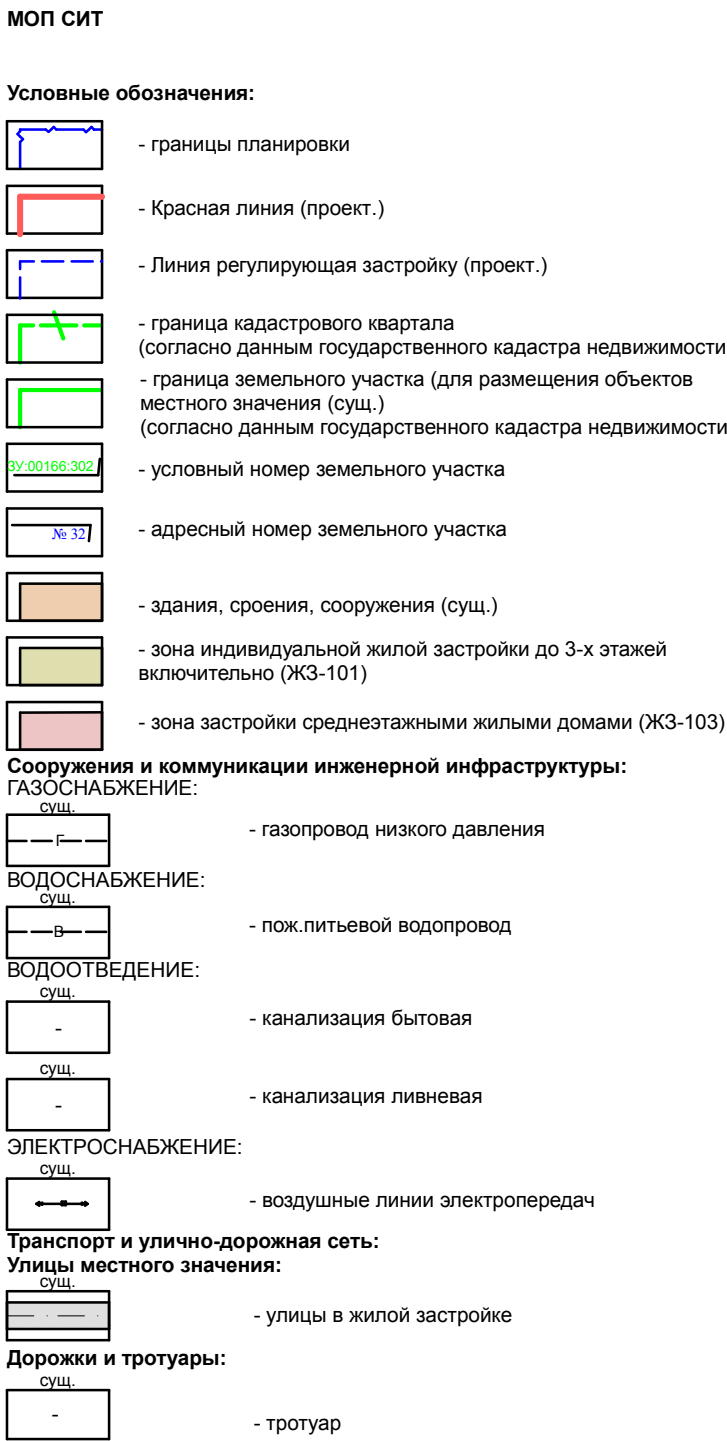 МОП СИТ
Условные обозначения:
- границы планировки
- Красная линия (проект.)
- Линия регулирующая застройку (проект.)
- граница кадастрового квартала
(согласно данным государственного кадастра недвижимости
- граница земельного участка (для размещения объектов
местного значения (сущ.)
(согласно данным государственного кадастра недвижимости
ЗУ:00166:302 - условный номер земельного участка
№ 32 - адресный номер земельного участка
- здания, сроения, сооружения (сущ.)
- зона индивидуальной жилой застройки до 3-х этажей
включительно (ЖЗ-101)
- зона застройки среднеэтажными жилыми домами (ЖЗ-103)
Сооружения и коммуникации инженерной инфраструктуры:
ГАЗОСНАБЖЕНИЕ:
сущ.
Г - газопровод низкого давления
ВОДОСНАБЖЕНИЕ:
сущ.
В - пож.питьевой водопровод
ВОДООТВЕДЕНИЕ:
сущ.
- - канализация бытовая
сущ.
- - канализация ливневая
ЭЛЕКТРОСНАБЖЕНИЕ:
сущ.
- воздушные линии электропередач
Транспорт и улично-дорожная сеть:
Улицы местного значения:
сущ.
- улицы в жилой застройке
Дорожки и тротуары:
сущ.
- - тротуар